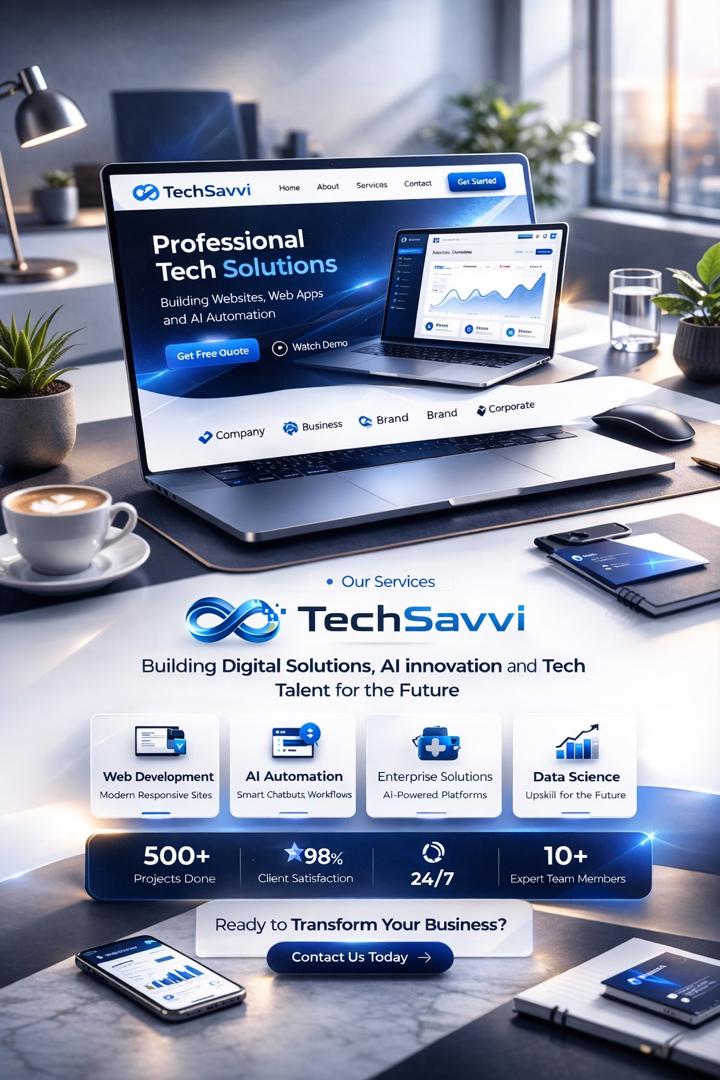 TechSavvi
Home About Services Contact Get Started
Professional
Tech Solutions
Building Websites, Web Apps
and AI Automation
Get Free Quote Watch Demo
Company Business Brand Brand Corporate
• Our Services
TechSavvi
Building Digital Solutions, AI innovation and Tech
Talent for the Future
Web Development
Modern Responsive Sites
AI Automation
Smart Chatbuts, Workflows
Enterprise Solutions
Ai-Powered Platforms
Data Science
Upskill for the Future
500+
Projects Done
98%
Client Satisfaction
24/7
10+
Expert Team Members
Ready to Transform Your Business?
Contact Us Today →